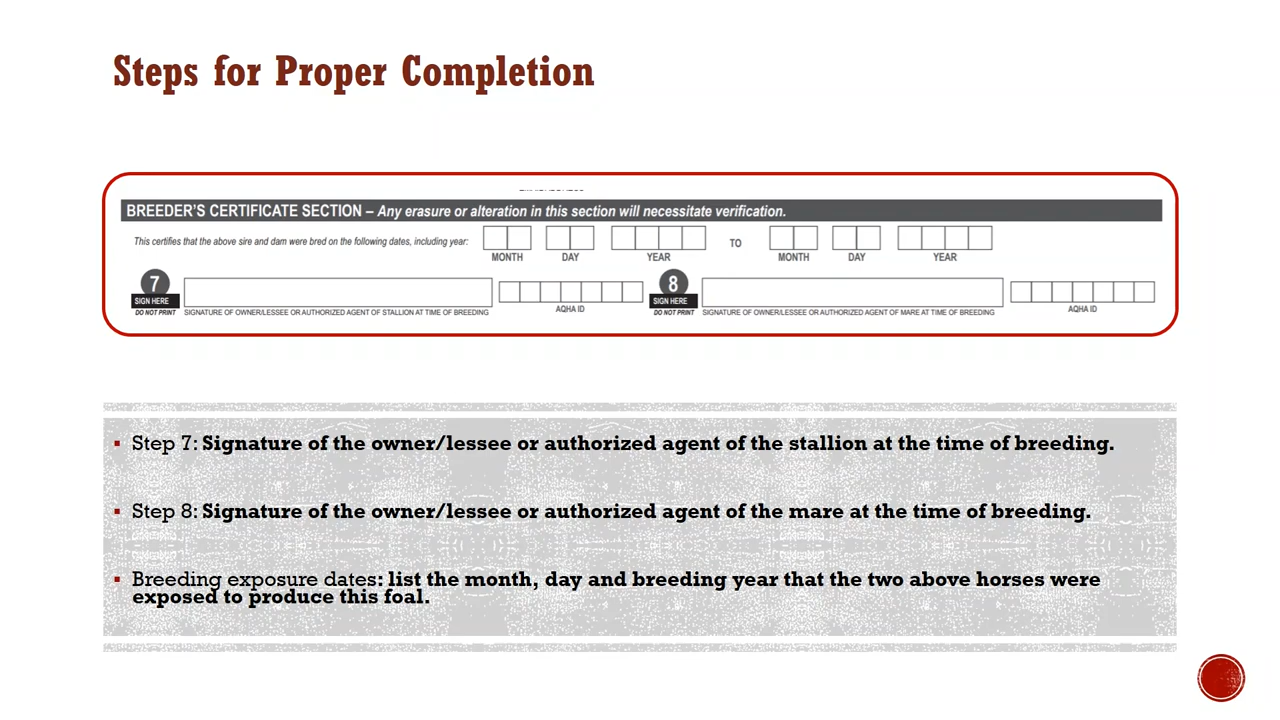 Steps for Proper Completion
BREEDER'S CERTIFICATE SECTION – Any erasure or alteration in this section will necessitate verification.
This certifies that the above sire and dam were bred on the following dates, including year:
TO
MONTH DAY YEAR MONTH DAY YEAR
7 8
SIGN HERE SIGN HERE
DO NOT PRINT SIGNATURE OF OWNER/LESSEE OR AUTHORIZED AGENT OF STALLION AT TIME OF BREEDING AQHA ID DO NOT PRINT SIGNATURE OF OWNER/LESSEE OR AUTHORIZED AGENT OF MARE AT TIME OF BREEDING AQHA ID
▪ Step 7: Signature of the owner/lessee or authorized agent of the stallion at the time of breeding.
▪ Step 8: Signature of the owner/lessee or authorized agent of the mare at the time of breeding.
▪ Breeding exposure dates: list the month, day and breeding year that the two above horses were
exposed to produce this foal.